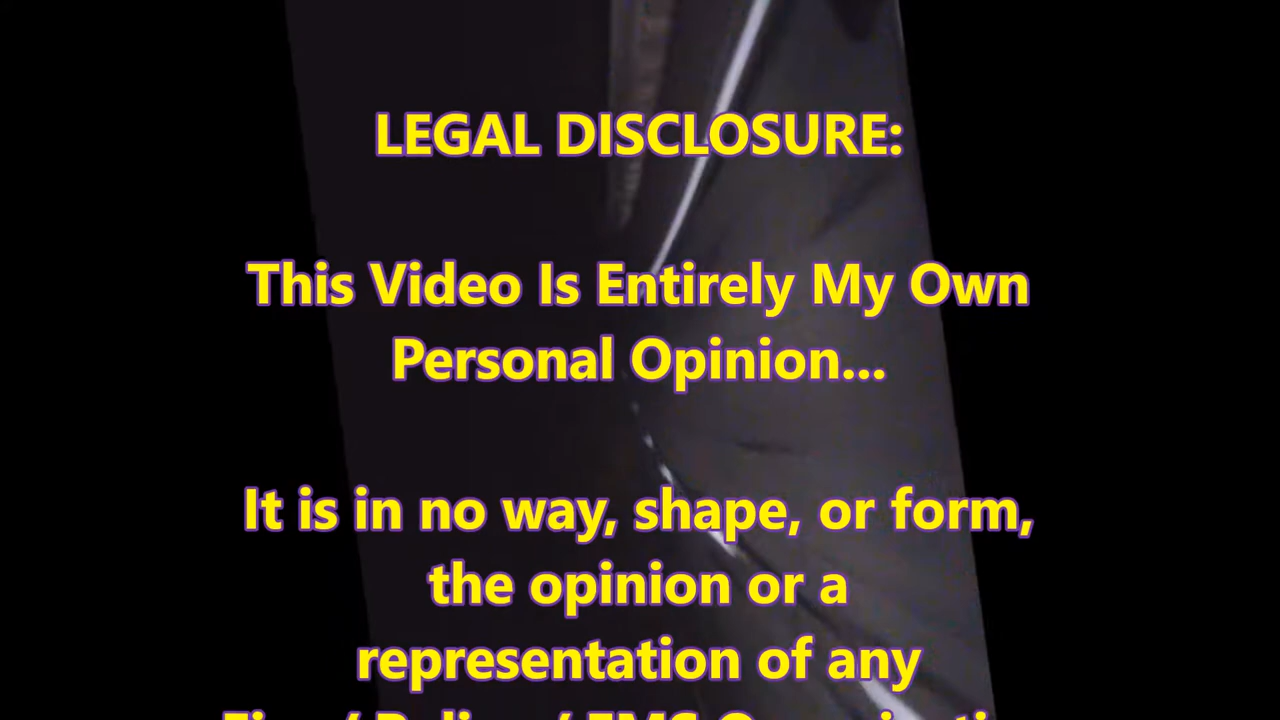 LEGAL DISCLOSURE:
This Video Is Entirely My Own
Personal Opinion...
It is in no way, shape, or form,
the opinion or a
representation of any